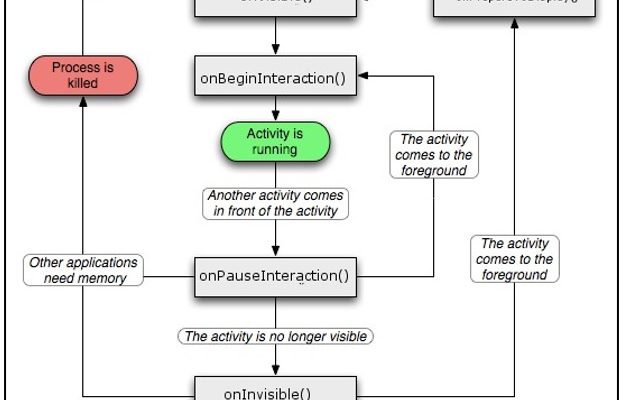 onVisible()
Process is
killed
onBeginInteraction()
Activity is
running
The activity
comes to the
foreground
Another activity comes
in front of the activity
The activity
comes to the
foreground
Other applications
need memory
onPauseInteraction()
The activity is no longer visible
onInvisible()